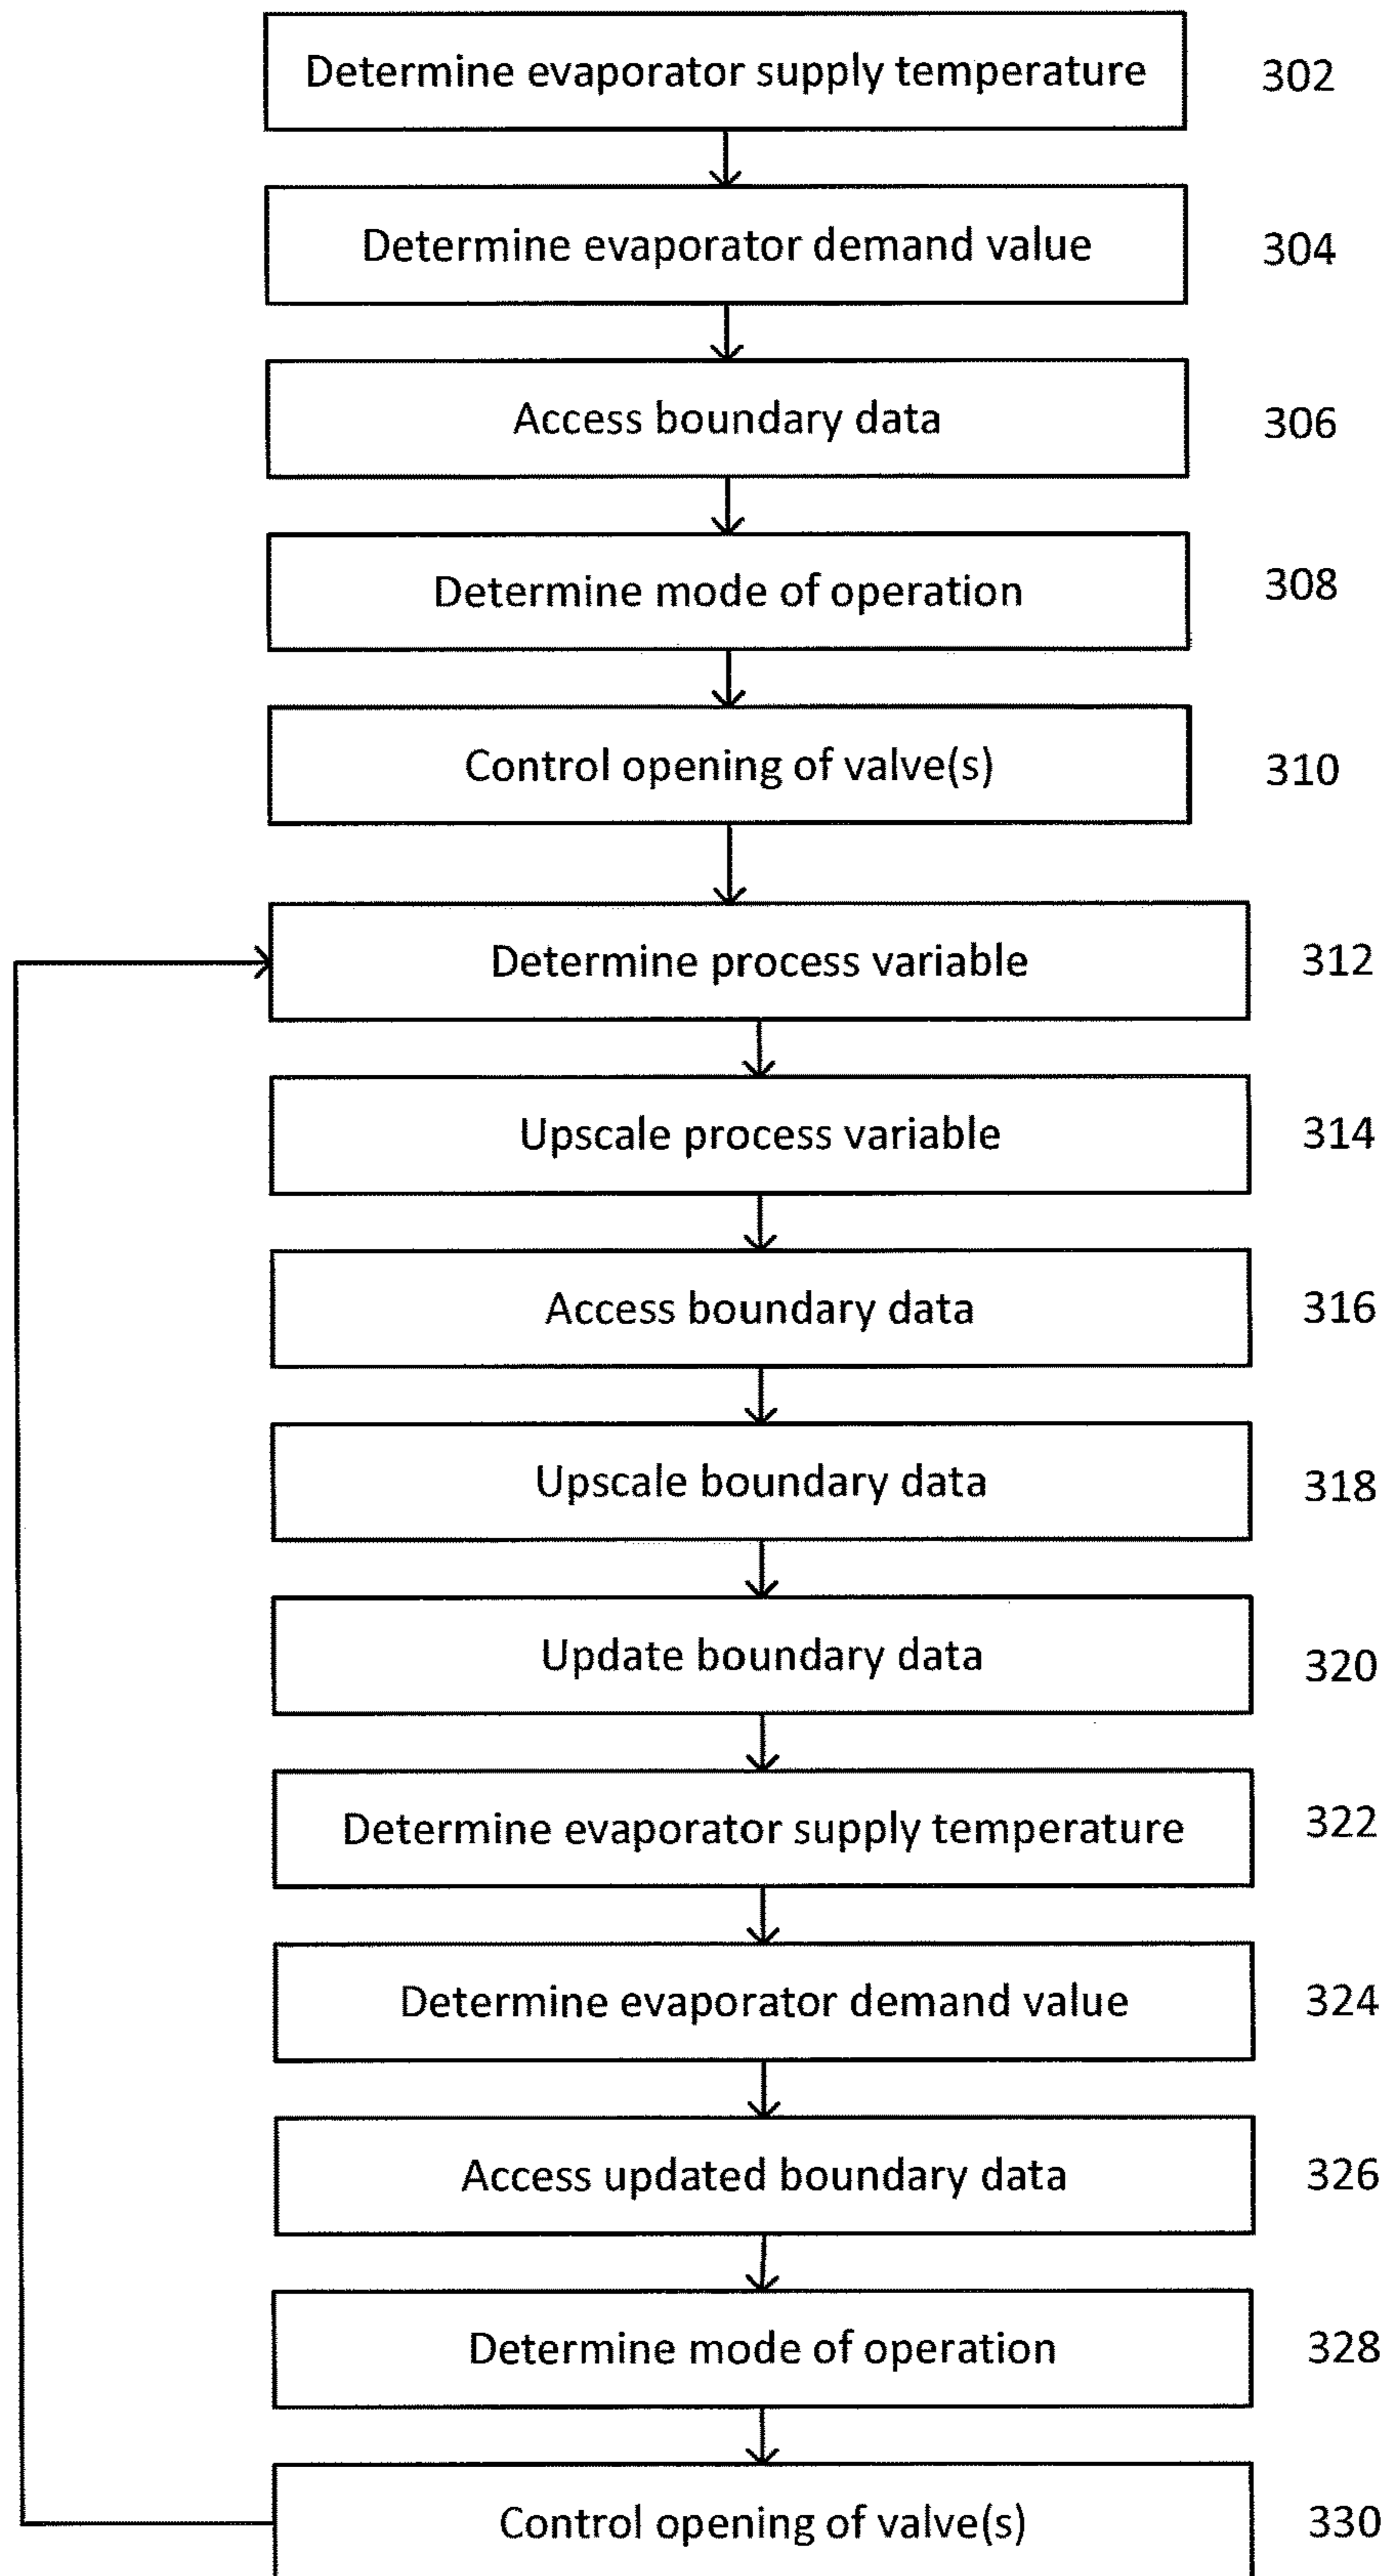 Determine evaporator supply temperature 302
Determine evaporator demand value 304
Access boundary data 306
Determine mode of operation 308
Control opening of valve(s) 310
Determine process variable 312
Upscale process variable 314
Access boundary data 316
Upscale boundary data 318
Update boundary data 320
Determine evaporator supply temperature 322
Determine evaporator demand value 324
Access updated boundary data 326
Determine mode of operation 328
Control opening of valve(s) 330